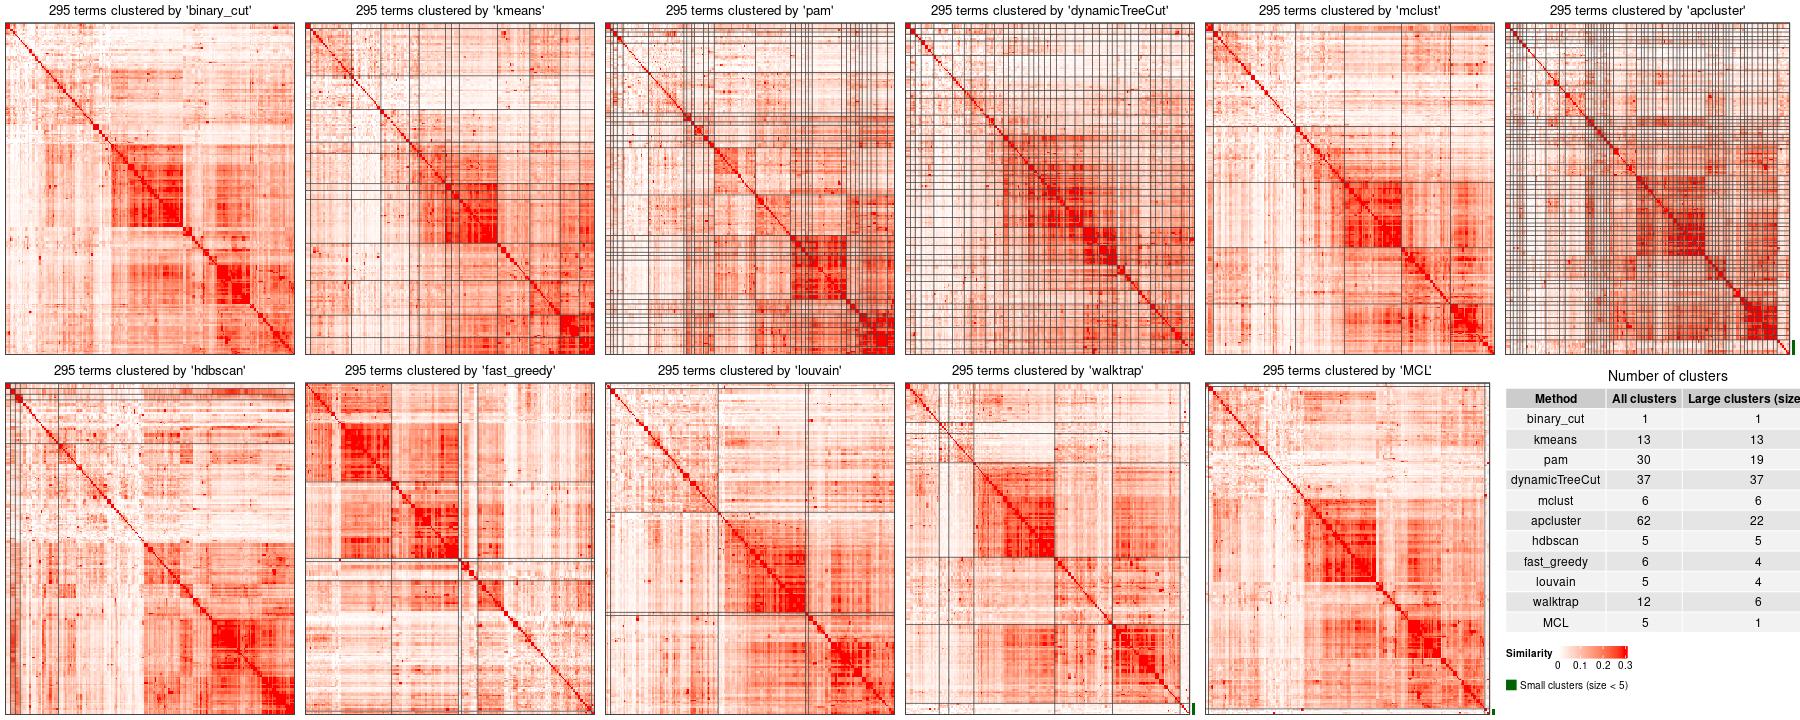 295 terms clustered by 'binary_cut'
295 terms clustered by 'kmeans'
295 terms clustered by 'pam'
295 terms clustered by 'dynamicTreeCut'
295 terms clustered by 'mclust'
295 terms clustered by 'apcluster'
295 terms clustered by 'hdbscan'
295 terms clustered by 'fast_greedy'
295 terms clustered by 'louvain'
295 terms clustered by 'walktrap'
295 terms clustered by 'MCL'
Number of clusters
Method All clusters Large clusters (size
binary_cut 1 1
kmeans 13 13
pam 30 19
dynamicTreeCut 37 37
mclust 6 6
apcluster 62 22
hdbscan 5 5
fast_greedy 6 4
louvain 5 4
walktrap 12 6
MCL 5 1
Similarity
0 0.1 0.2 0.3
Small clusters (size < 5)